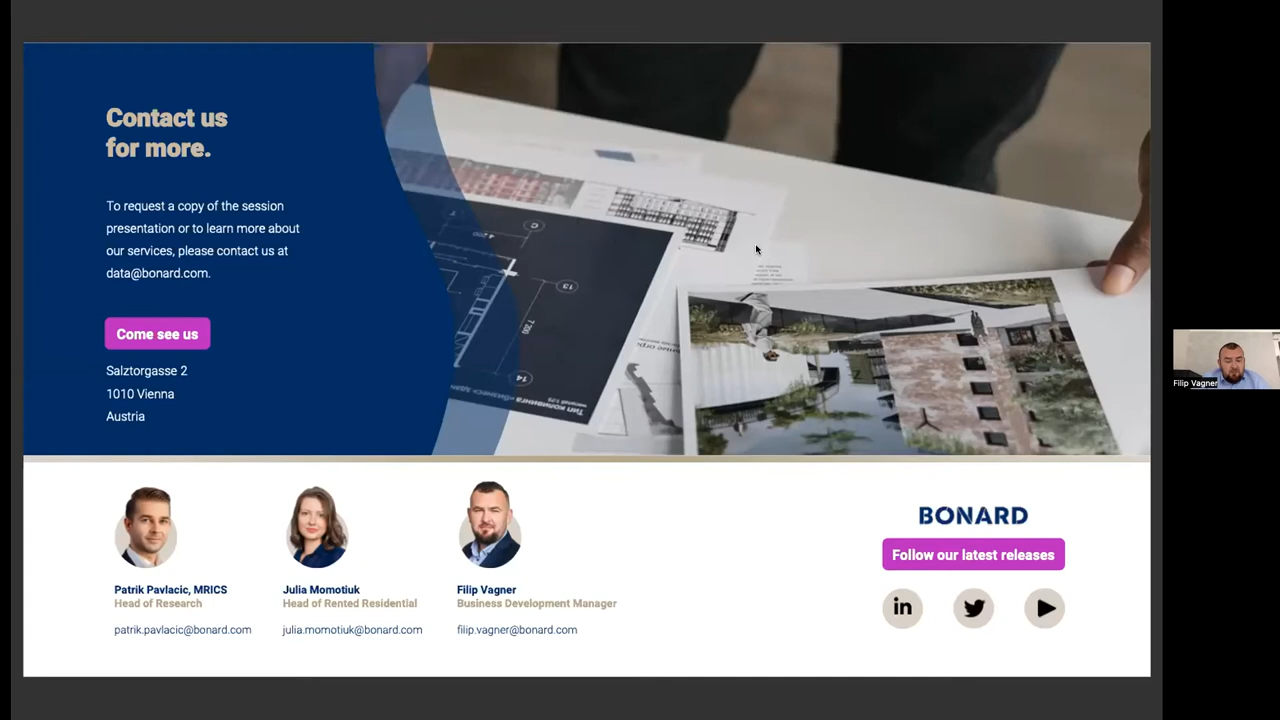 Contact us
for more.
To request a copy of the session
presentation or to learn more about
our services, please contact us at
data@bonard.com.
Come see us
Salztorgasse 2
1010 Vienna
Austria
Filip Vagner
Patrik Pavlacic, MRICS
Head of Research
patrik.pavlacic@bonard.com
Julia Momotiuk
Head of Rented Residential
julia.momotiuk@bonard.com
Filip Vagner
Business Development Manager
filip.vagner@bonard.com
BONARD
Follow our latest releases
in